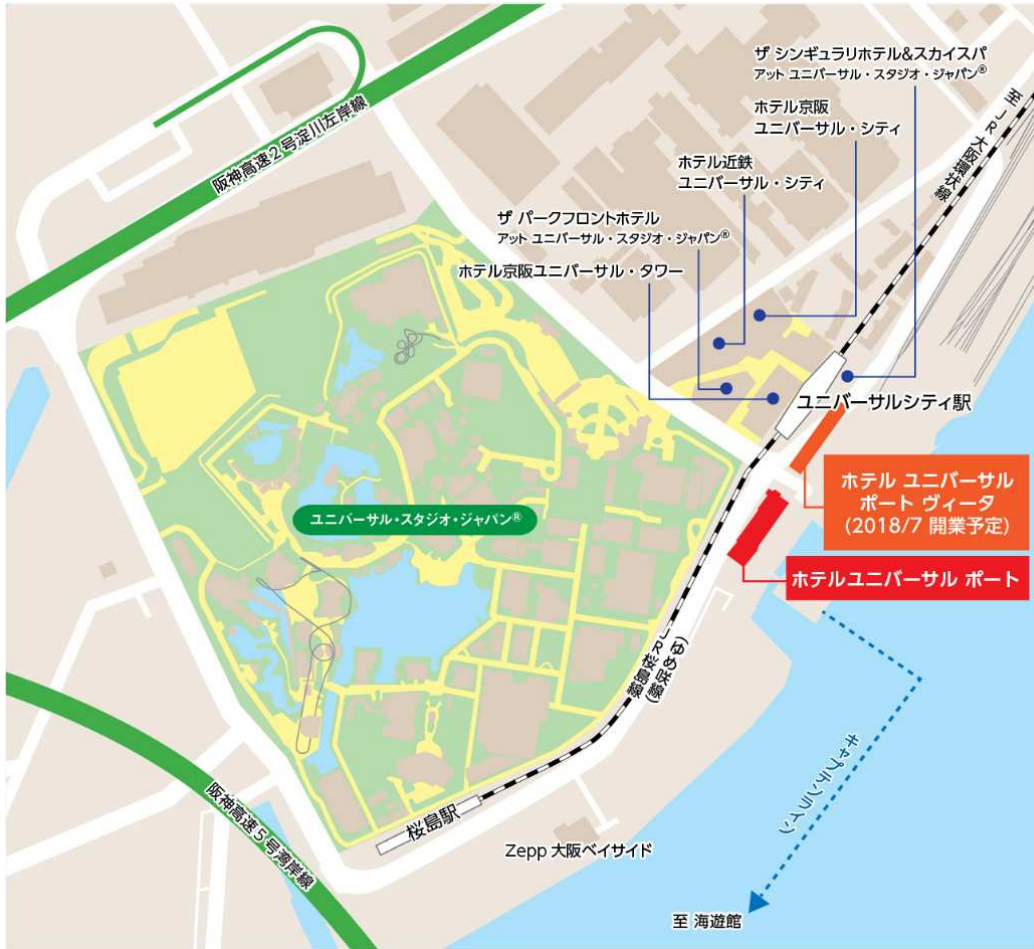 ザ シンギュラリホテル&スカイスパ
アット ユニバーサル・スタジオ・ジャパン®
ホテル京阪
ユニバーサル・シティ
至JR大阪環状線
阪神高速2号淀川左岸線
ホテル近鉄
ユニバーサル・シティ
ザ パークフロントホテル
アット ユニバーサル・スタジオ・ジャパン®
ホテル京阪ユニバーサル・タワー
ユニバーサルシティ駅
ホテル ユニバーサル
ポート ヴィータ
(2018/7 開業予定)
ユニバーサル・スタジオ・ジャパン®
ホテルユニバーサル ポート
(ゆめ咲線)
JR桜島線
キャプテンライン
桜島駅
阪神高速5号湾岸線
Zepp 大阪ベイサイド
至 海遊館